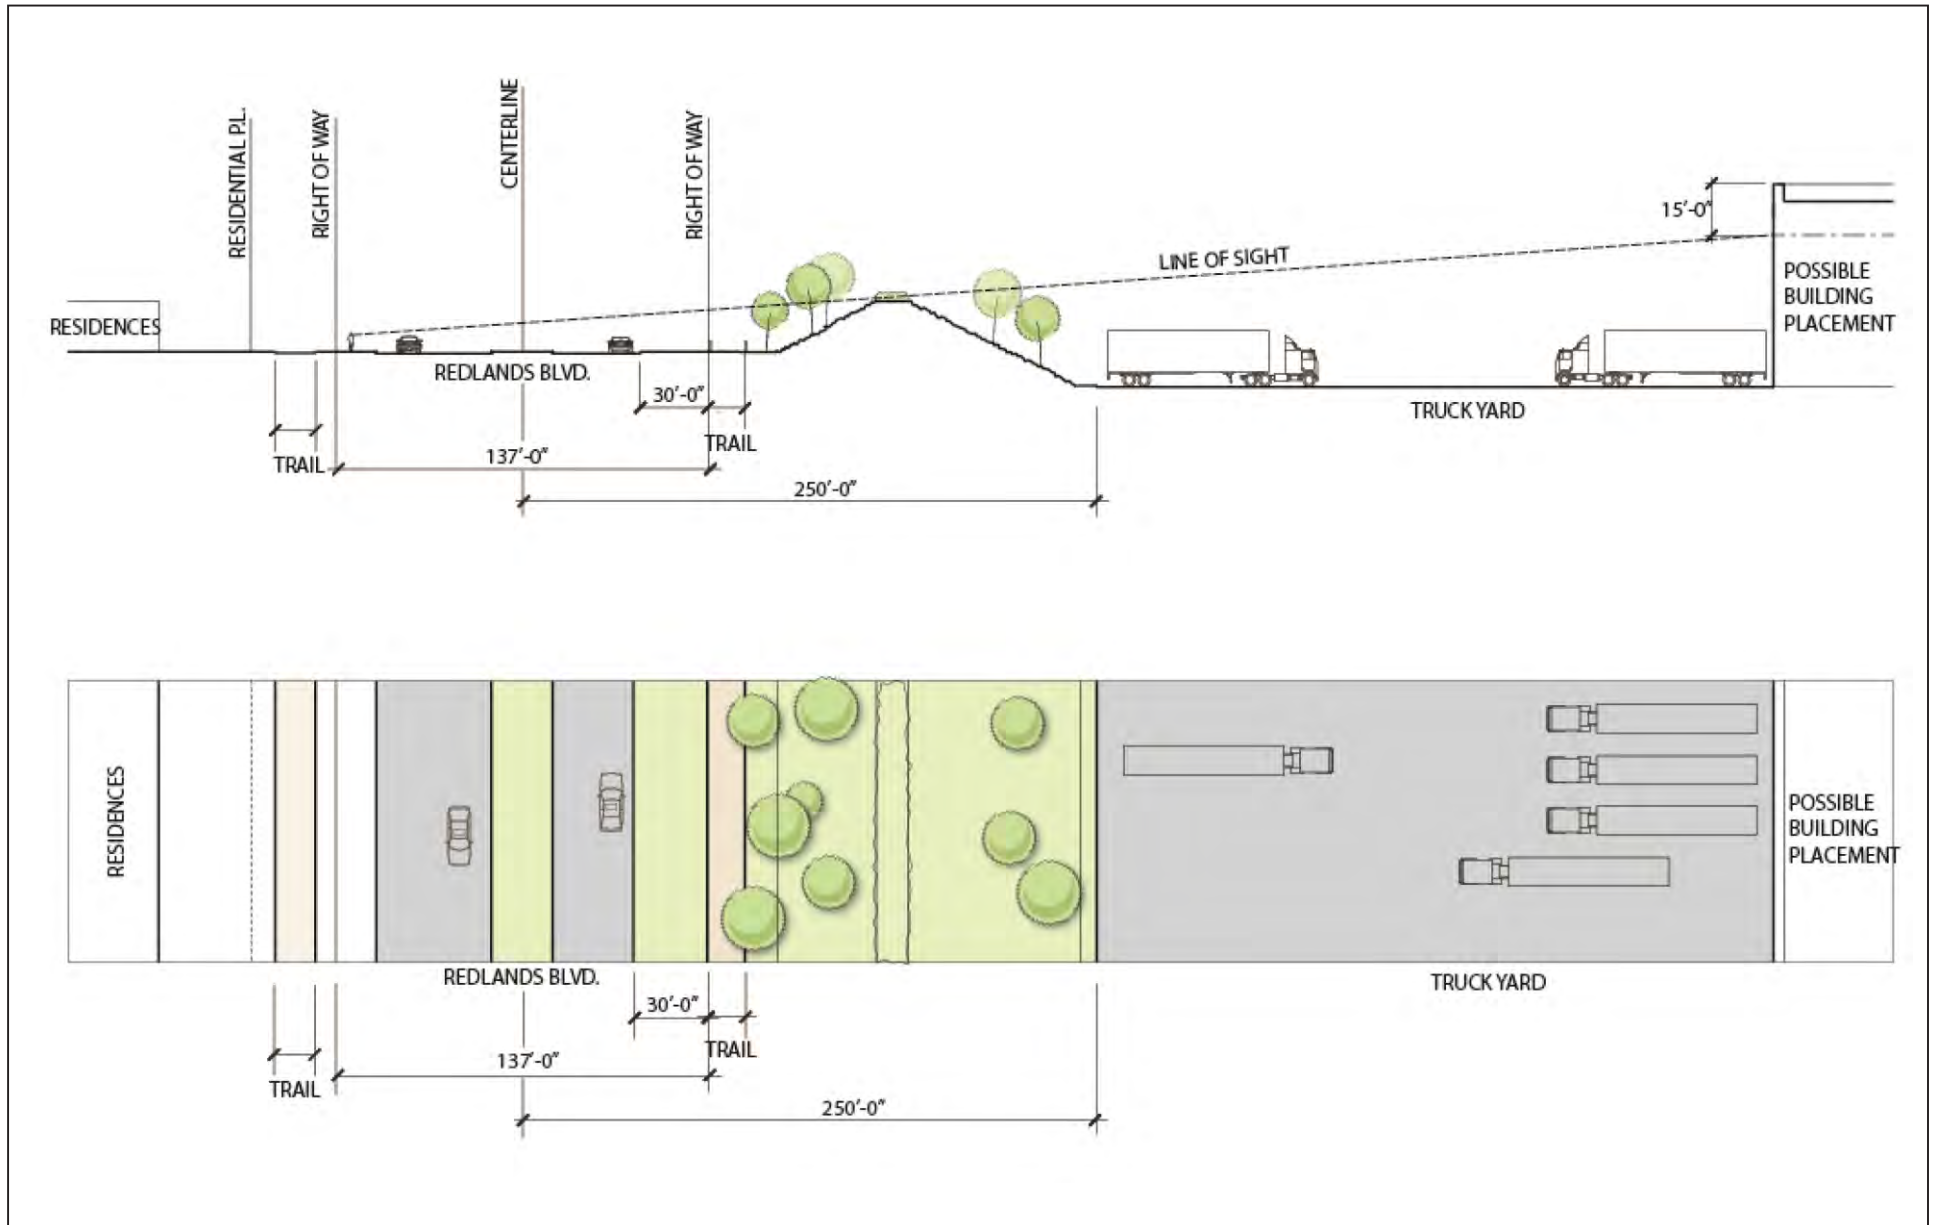 RESIDENTIAL P.L.
RIGHT OF WAY
CENTERLINE
RIGHT OF WAY
15'-0"
LINE OF SIGHT
POSSIBLE
BUILDING
PLACEMENT
RESIDENCES
REDLANDS BLVD.
30'-0"
TRUCK YARD
TRAIL
137'-0"
TRAIL
250'-0"
RESIDENCES
POSSIBLE
BUILDING
PLACEMENT
REDLANDS BLVD.
TRUCK YARD
30'-0"
TRAIL
137'-0"
TRAIL
250'-0"